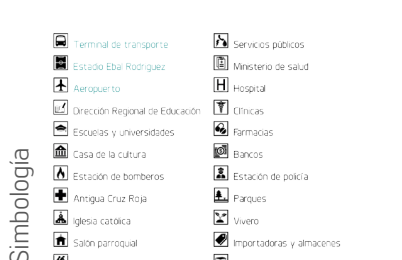 Simbología
Terminal de transporte
Estadio Ebal Rodriguez
Aeropuerto
Dirección Regional de Educación
Escuelas y universidades
Casa de la cultura
Estación de bomberos
Antigua Cruz Roja
Iglesia católica
Salón parroquial
Servicios públicos
Ministerio de salud
H Hospital
Clínicas
Farmacias
Bancos
Estación de policía
Parques
Vivero
Importadoras y almacenes